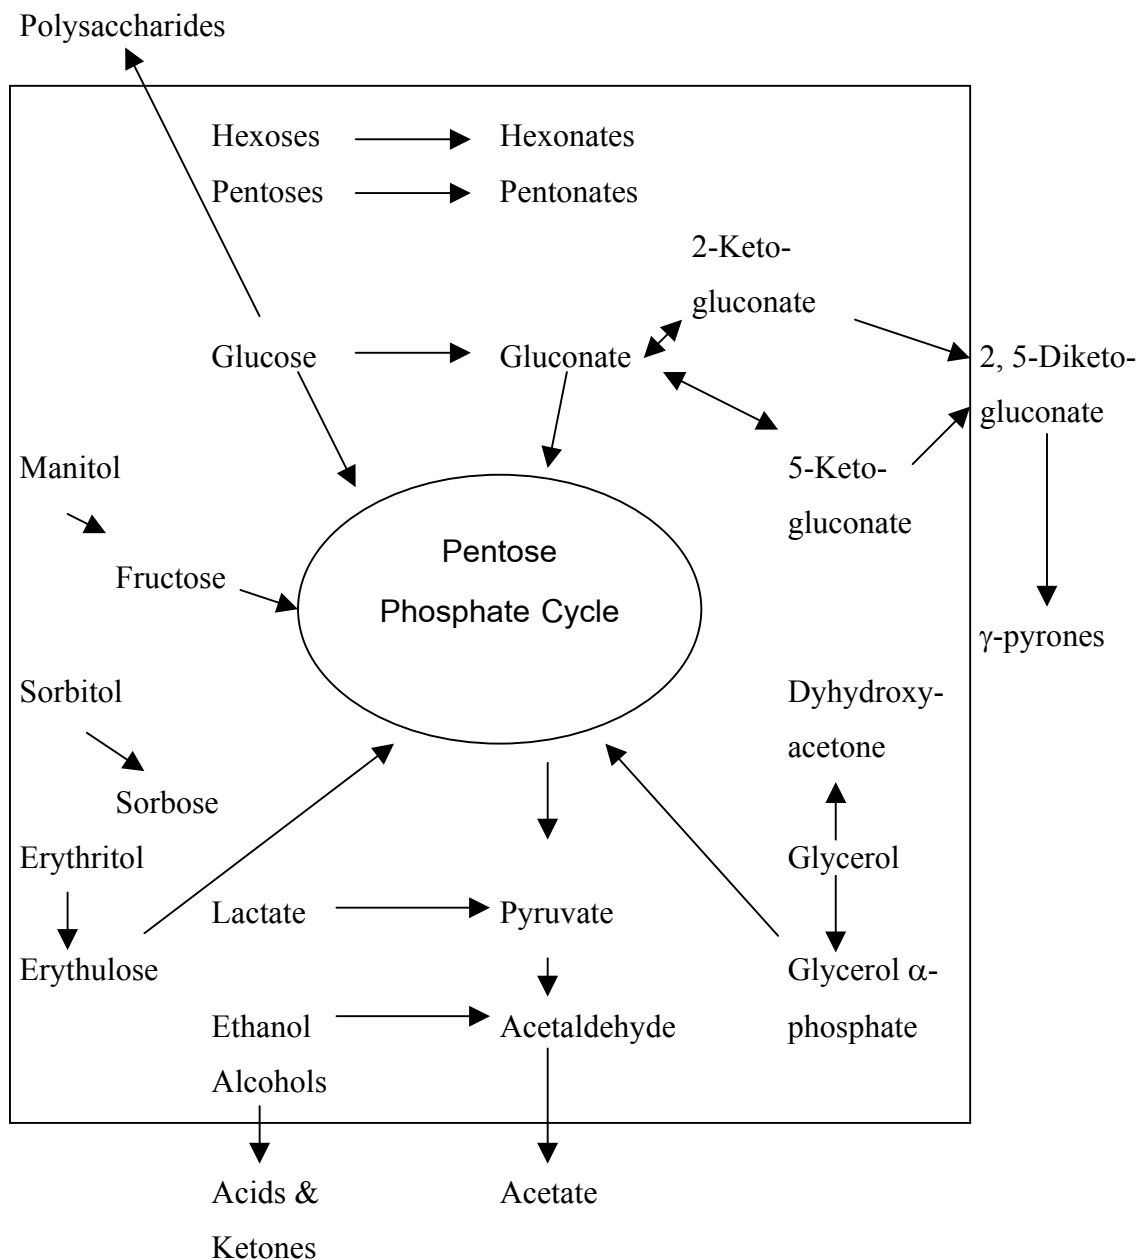 Polysaccharides
Hexoses Hexonates
Pentoses Pentonates
2-Keto-
gluconate
Glucose Gluconate
2, 5-Diketo-
gluconate
Manitol
5-Keto-
gluconate
Fructose
Pentose
Phosphate Cycle
γ-pyrones
Sorbitol
Sorbose
Dyhydroxy-
acetone
Erythritol
Glycerol
Lactate Pyruvate
Erythulose
Glycerol α-
phosphate
Ethanol Acetaldehyde
Alcohols
Acids &
Ketones
Acetate